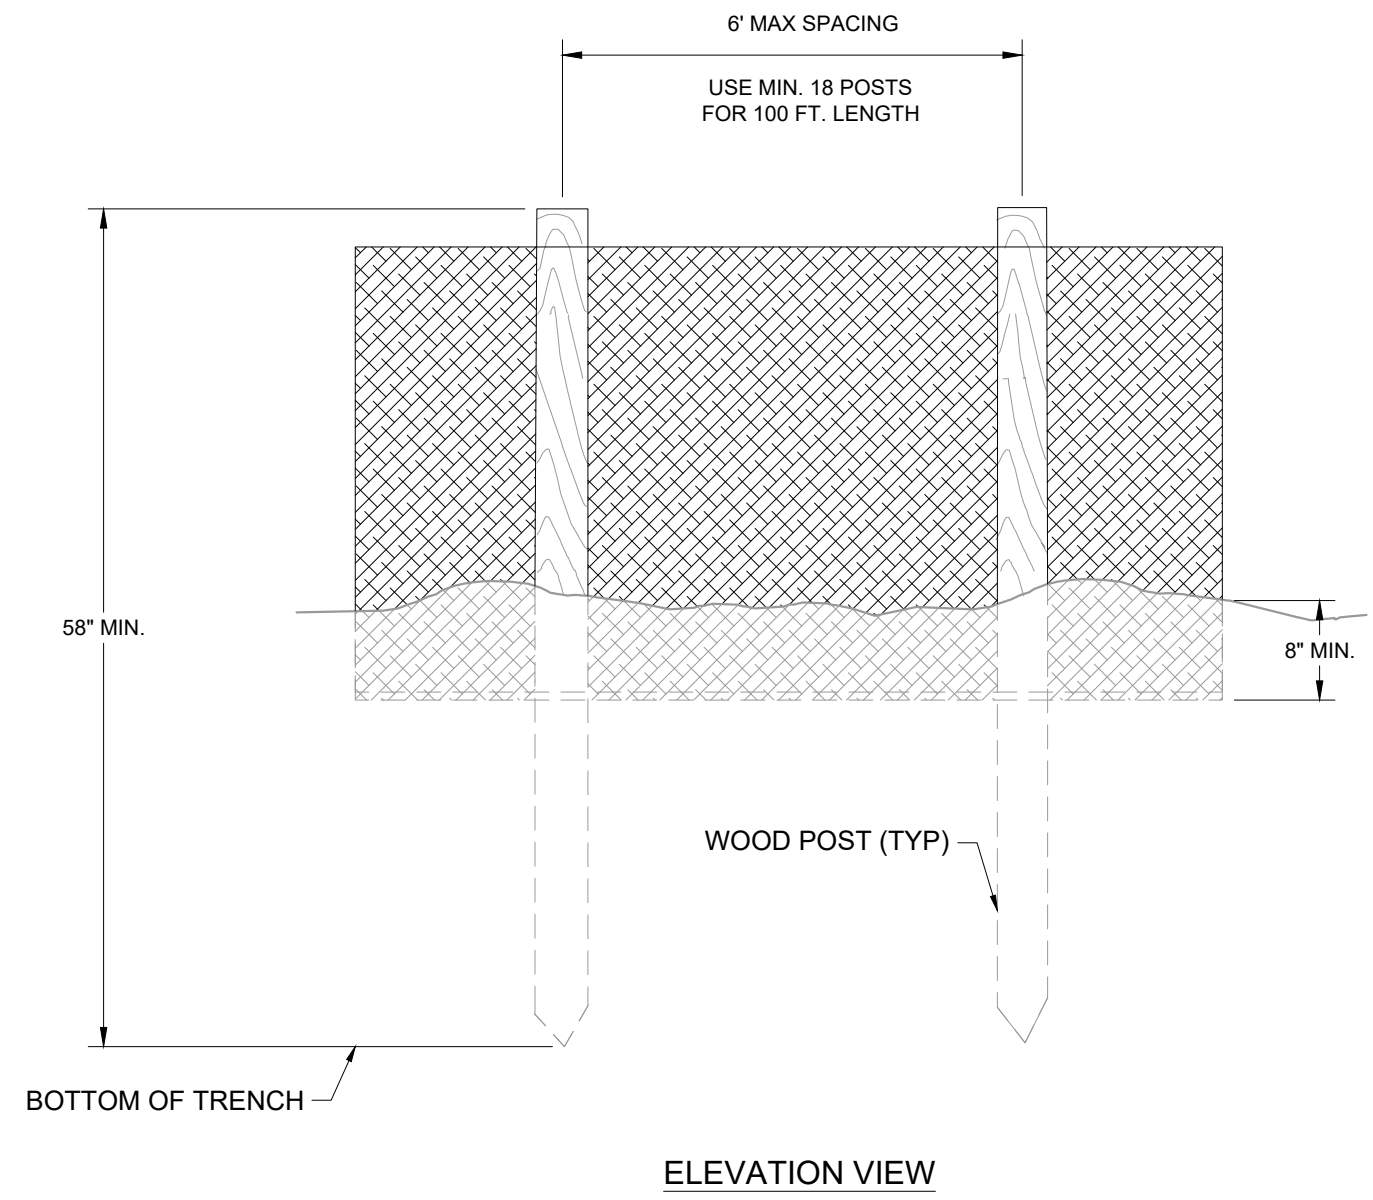 6' MAX SPACING
USE MIN. 18 POSTS
FOR 100 FT. LENGTH
58" MIN.
8" MIN.
WOOD POST (TYP)
BOTTOM OF TRENCH
ELEVATION VIEW